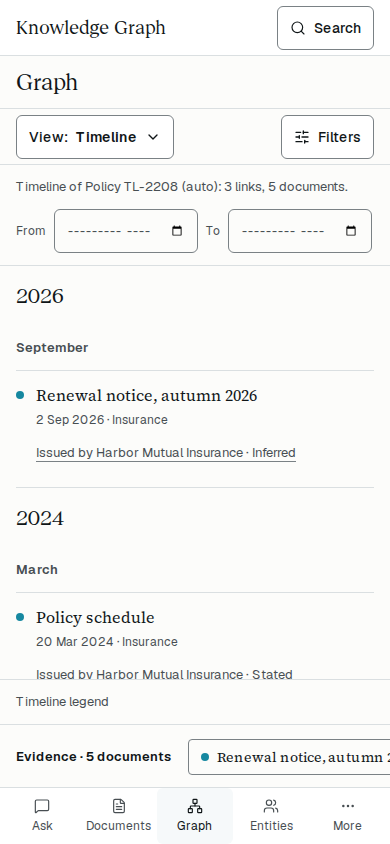 Knowledge Graph
Search
Graph
View: Timeline
Filters
Timeline of Policy TL-2208 (auto): 3 links, 5 documents.
From --------- ---- To --------- ----
2026
September
Renewal notice, autumn 2026
2 Sep 2026 · Insurance
Issued by Harbor Mutual Insurance · Inferred
2024
March
Policy schedule
20 Mar 2024 · Insurance
Issued by Harbor Mutual Insurance · Stated
Timeline legend
Evidence · 5 documents
Renewal notice, autumn 2
Ask
Documents
Graph
Entities
More